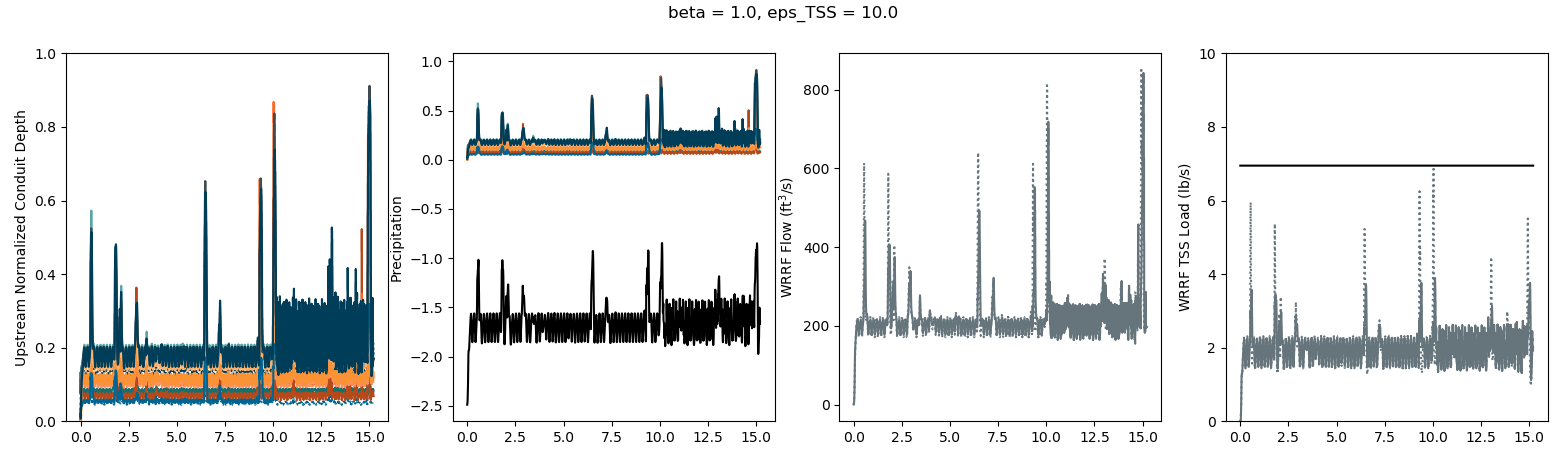 beta = 1.0, eps_TSS = 10.0
Upstream Normalized Conduit Depth
1.0
0.8
0.6
0.4
0.2
0.0
0.0 2.5 5.0 7.5 10.0 12.5 15.0
Precipitation
1.0
0.5
0.0
−0.5
−1.0
−1.5
−2.0
−2.5
0.0 2.5 5.0 7.5 10.0 12.5 15.0
WRRF Flow (ft³/s)
800
600
400
200
0
0.0 2.5 5.0 7.5 10.0 12.5 15.0
WRRF TSS Load (lb/s)
10
8
6
4
2
0
0.0 2.5 5.0 7.5 10.0 12.5 15.0